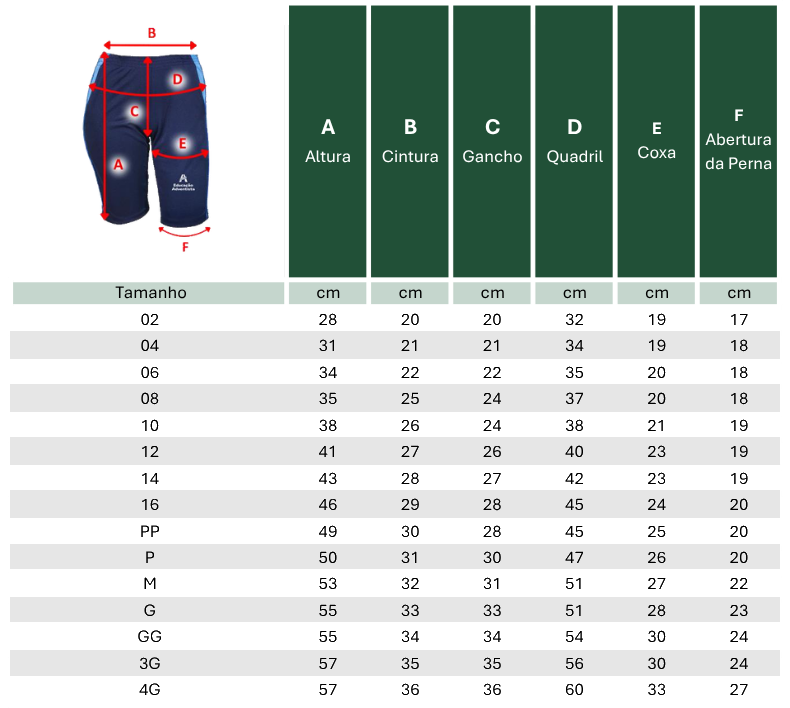 B
D
C
E
A
Educação
Adventista
F
A B C D E F
Altura Cintura Gancho Quadril Coxa Abertura
da Perna
Tamanho cm cm cm cm cm cm
02 28 20 20 32 19 17
04 31 21 21 34 19 18
06 34 22 22 35 20 18
08 35 25 24 37 20 18
10 38 26 24 38 21 19
12 41 27 26 40 23 19
14 43 28 27 42 23 19
16 46 29 28 45 24 20
PP 49 30 28 45 25 20
P 50 31 30 47 26 20
M 53 32 31 51 27 22
G 55 33 33 51 28 23
GG 55 34 34 54 30 24
3G 57 35 35 56 30 24
4G 57 36 36 60 33 27